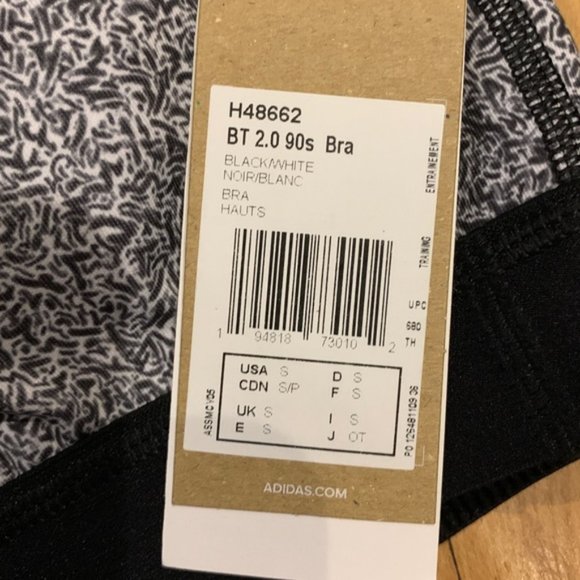 H48662
BT 2.0 90s Bra
BLACK/WHITE
NOIR/BLANC
BRA
HAUTS
TRAINING
ENTRAINEMENT
UPC
680
TH
1 94818 73010 2
USA S D S
CDN S/P F S
UK S I S
E S J OT
ADIDAS.COM